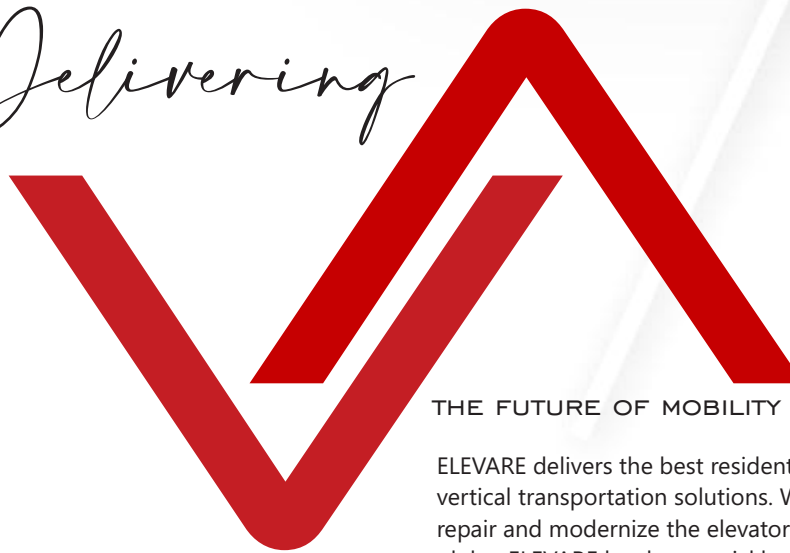 Delivering
THE FUTURE OF MOBILITY
ELEVARE delivers the best resident
vertical transportation solutions. W
repair and modernize the elevator